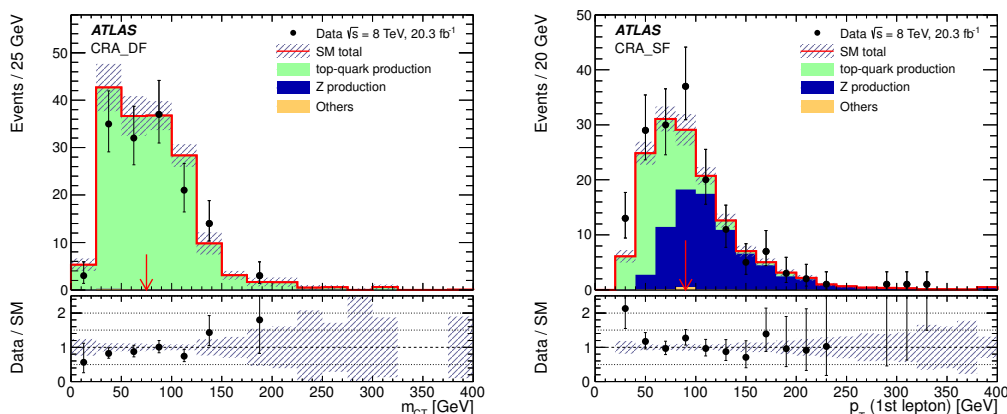 ATLAS
CRA_DF
Data √s = 8 TeV, 20.3 fb⁻¹
SM total
top-quark production
Z production
Others
Events / 25 GeV
50
40
30
20
10
0
Data / SM
2
1
0
0 50 100 150 200 250 300 350 400
m_CT [GeV]
ATLAS
CRA_SF
Data √s = 8 TeV, 20.3 fb⁻¹
SM total
top-quark production
Z production
Others
Events / 20 GeV
50
40
30
20
10
0
Data / SM
2
1
0
0 50 100 150 200 250 300 350 400
p_T (1st lepton) [GeV]